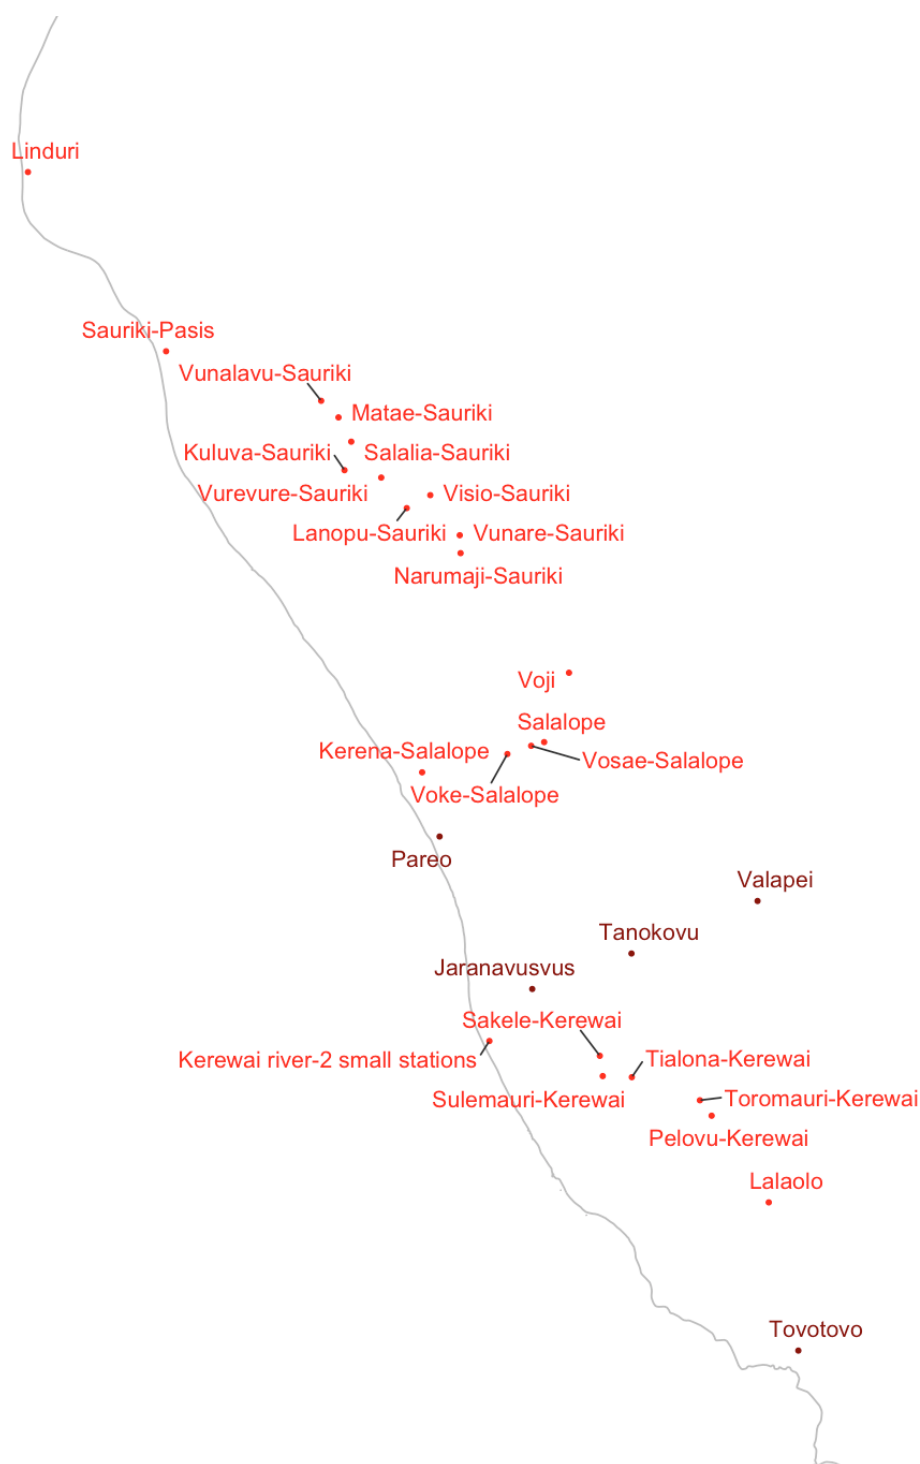 Linduri
Sauriki-Pasis
Vunalavu-Sauriki
Matae-Sauriki
Kuluva-Sauriki
Salalia-Sauriki
Vurevure-Sauriki
Visio-Sauriki
Lanopu-Sauriki
Vunare-Sauriki
Narumaji-Sauriki
Voji
Salalope
Kerena-Salalope
Vosae-Salalope
Voke-Salalope
Pareo
Valapei
Tanokovu
Jaranavusvus
Sakele-Kerewai
Kerewai river-2 small stations
Tialona-Kerewai
Sulemauri-Kerewai
Toromauri-Kerewai
Pelovu-Kerewai
Lalaolo
Tovotovo